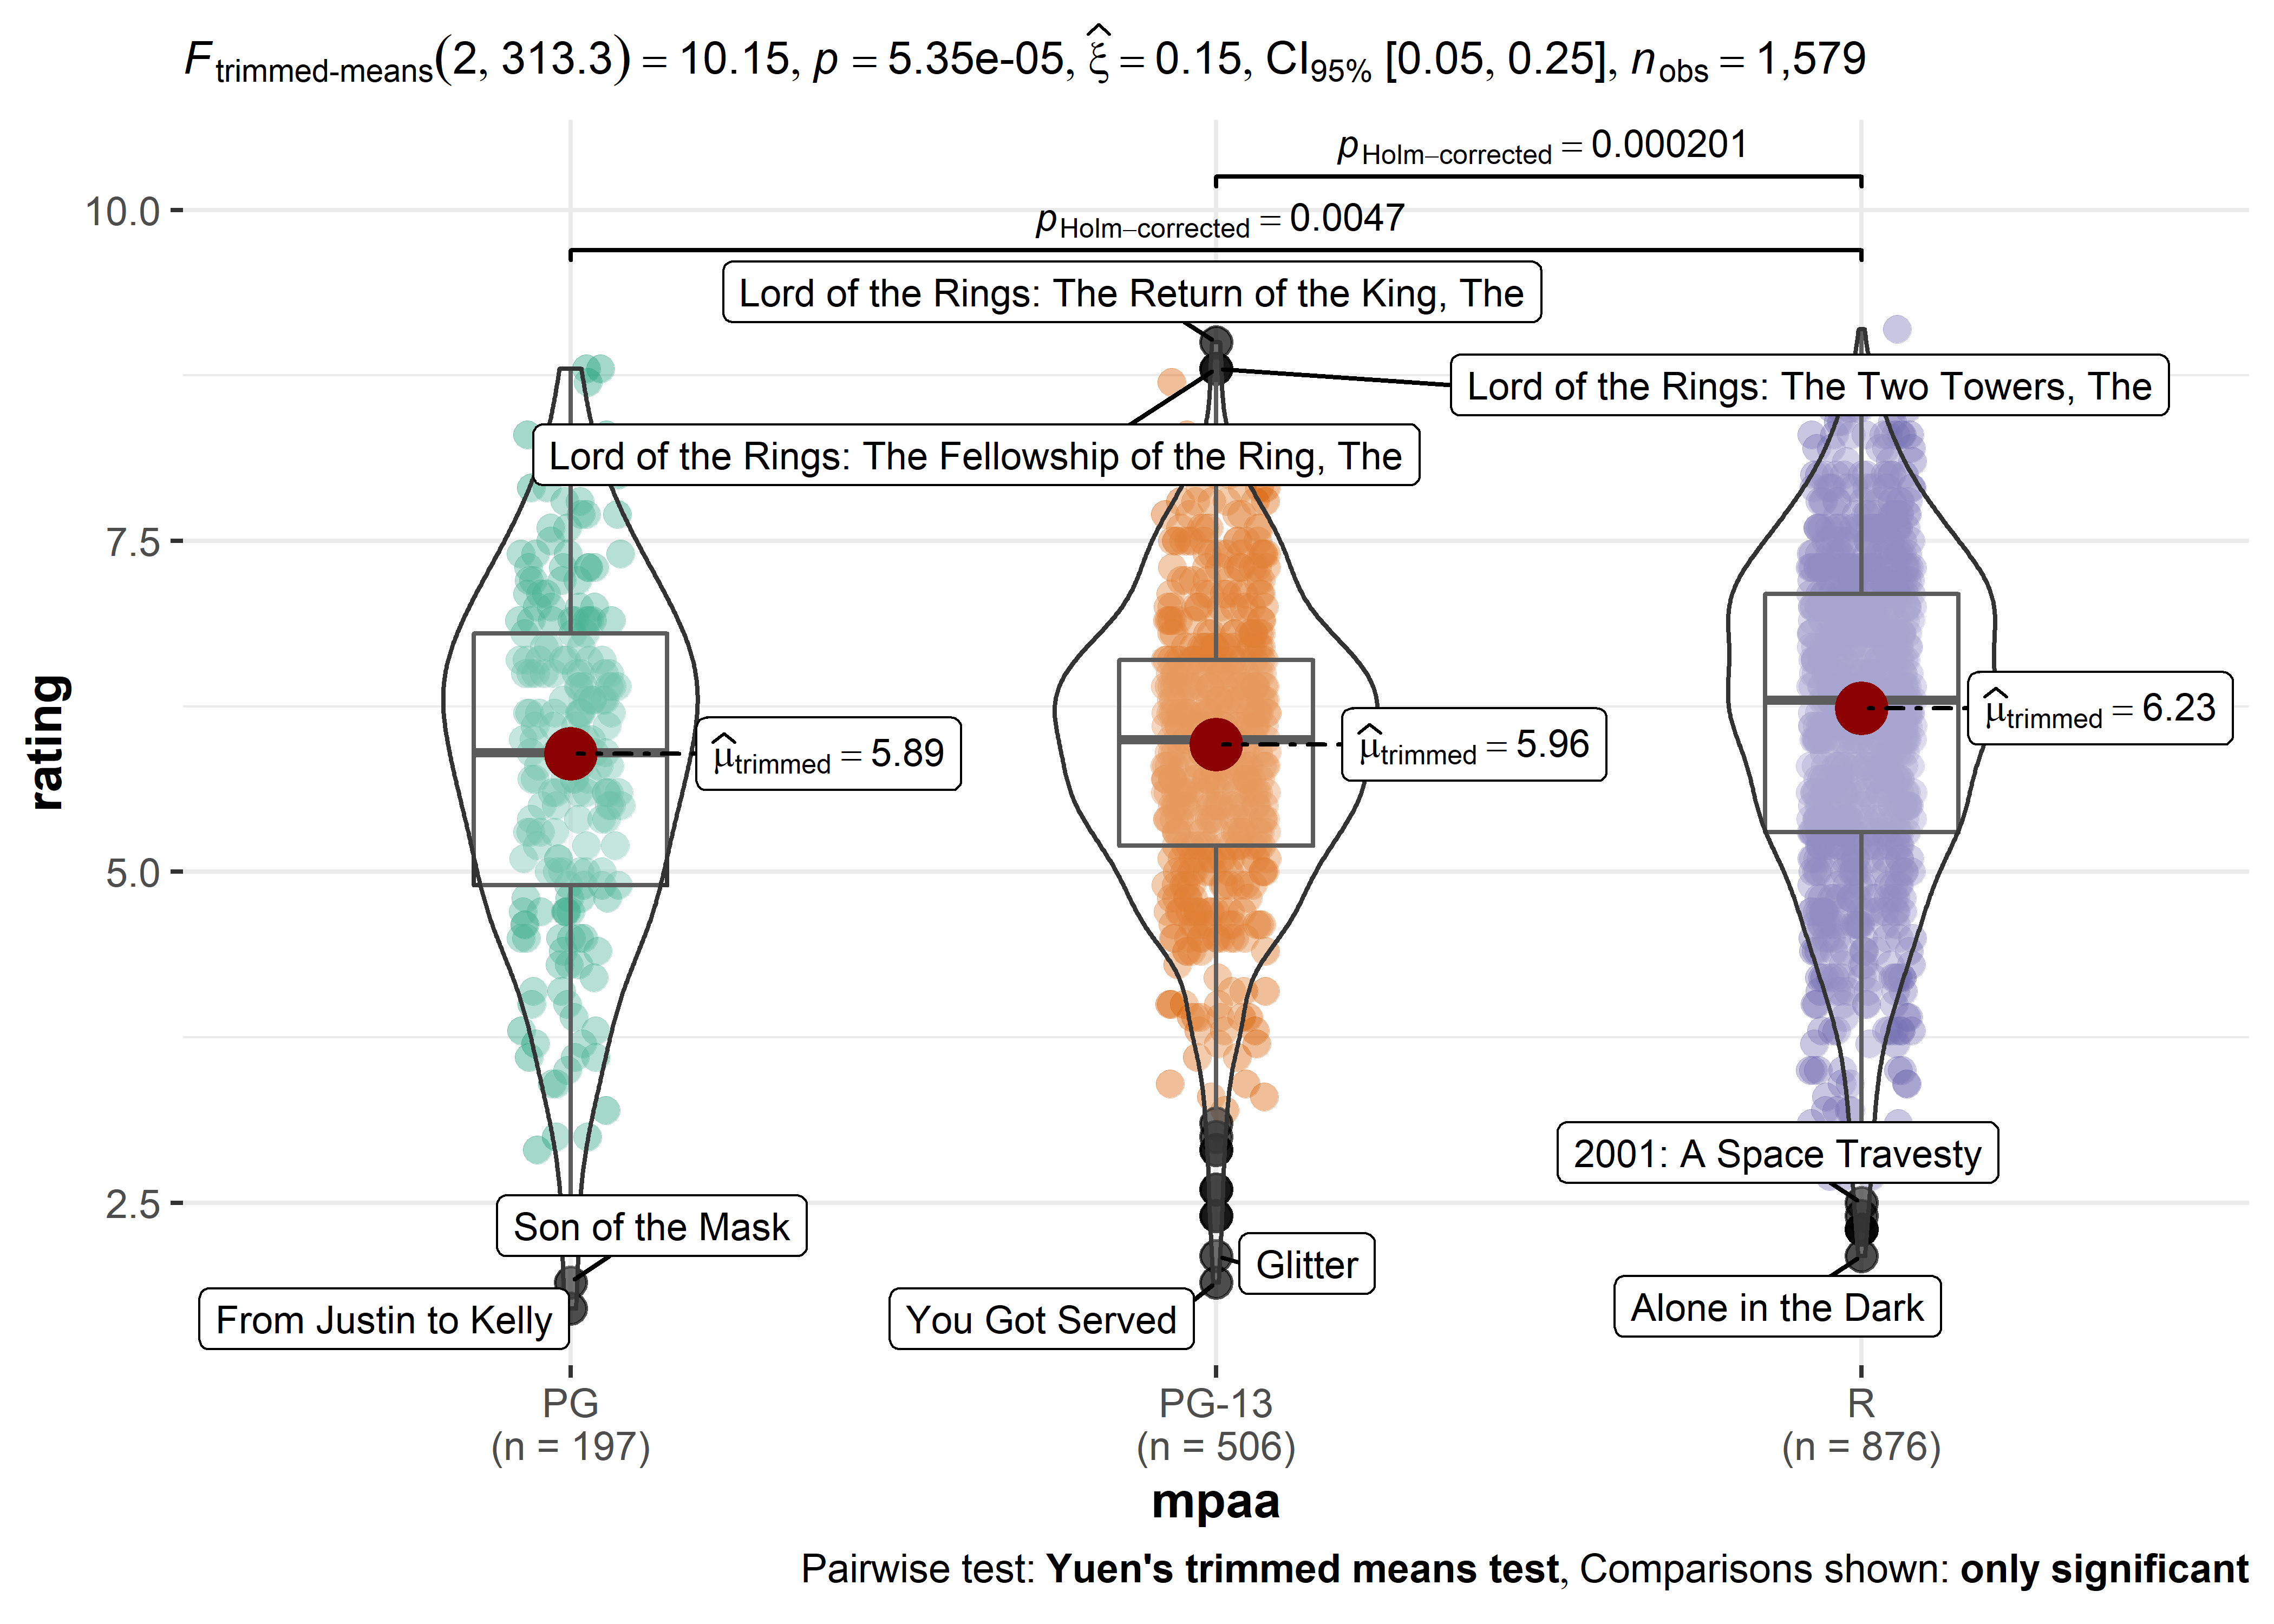 F trimmed-means(2, 313.3) = 10.15, p = 5.35e-05, ξ̂ = 0.15, CI95% [0.05, 0.25], nobs = 1,579
pHolm−corrected = 0.000201
10.0
pHolm−corrected = 0.0047
Lord of the Rings: The Return of the King, The
Lord of the Rings: The Two Towers, The
Lord of the Rings: The Fellowship of the Ring, The
7.5
rating
μ̂trimmed = 5.89
μ̂trimmed = 5.96
μ̂trimmed = 6.23
5.0
2001: A Space Travesty
2.5
Son of the Mask
Glitter
From Justin to Kelly
You Got Served
Alone in the Dark
PG
(n = 197)
PG-13
(n = 506)
R
(n = 876)
mpaa
Pairwise test: Yuen's trimmed means test, Comparisons shown: only significant